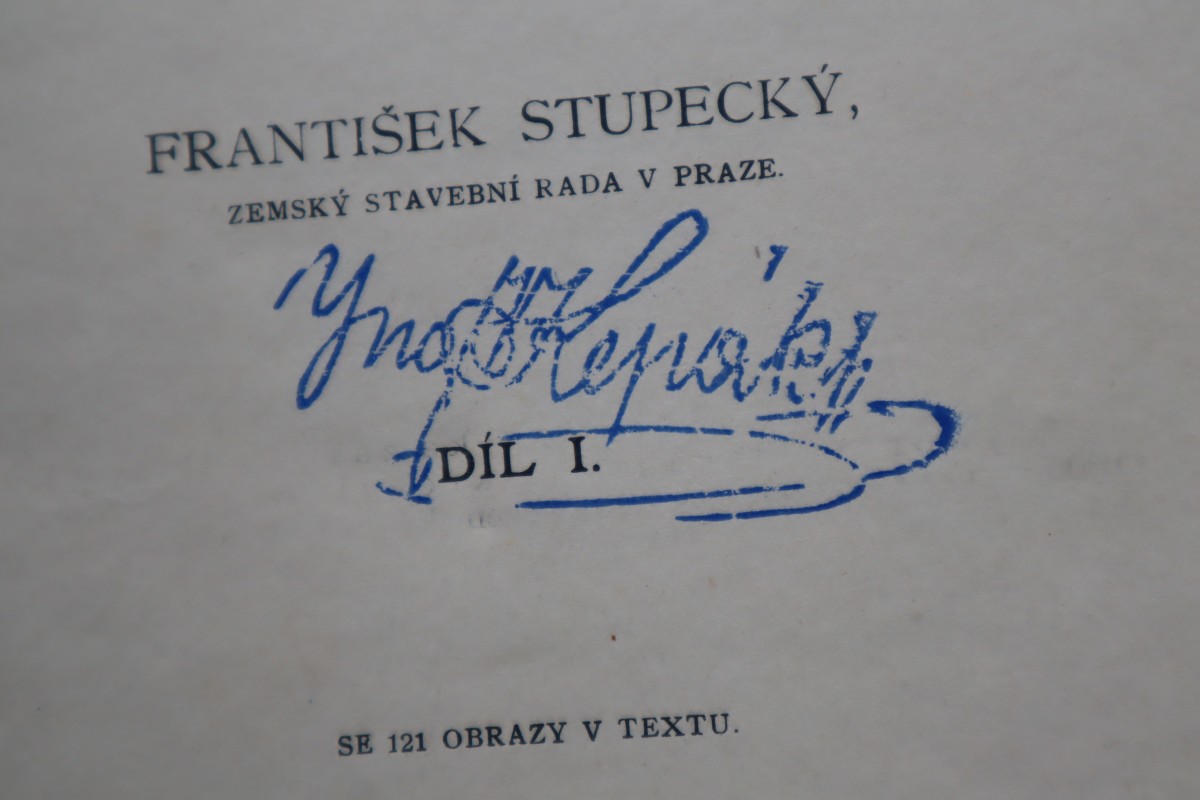 FRANTIŠEK STUPECKÝ,
ZEMSKÝ STAVEBNÍ RADA V PRAZE.
DÍL I.
SE 121 OBRAZY V TEXTU.